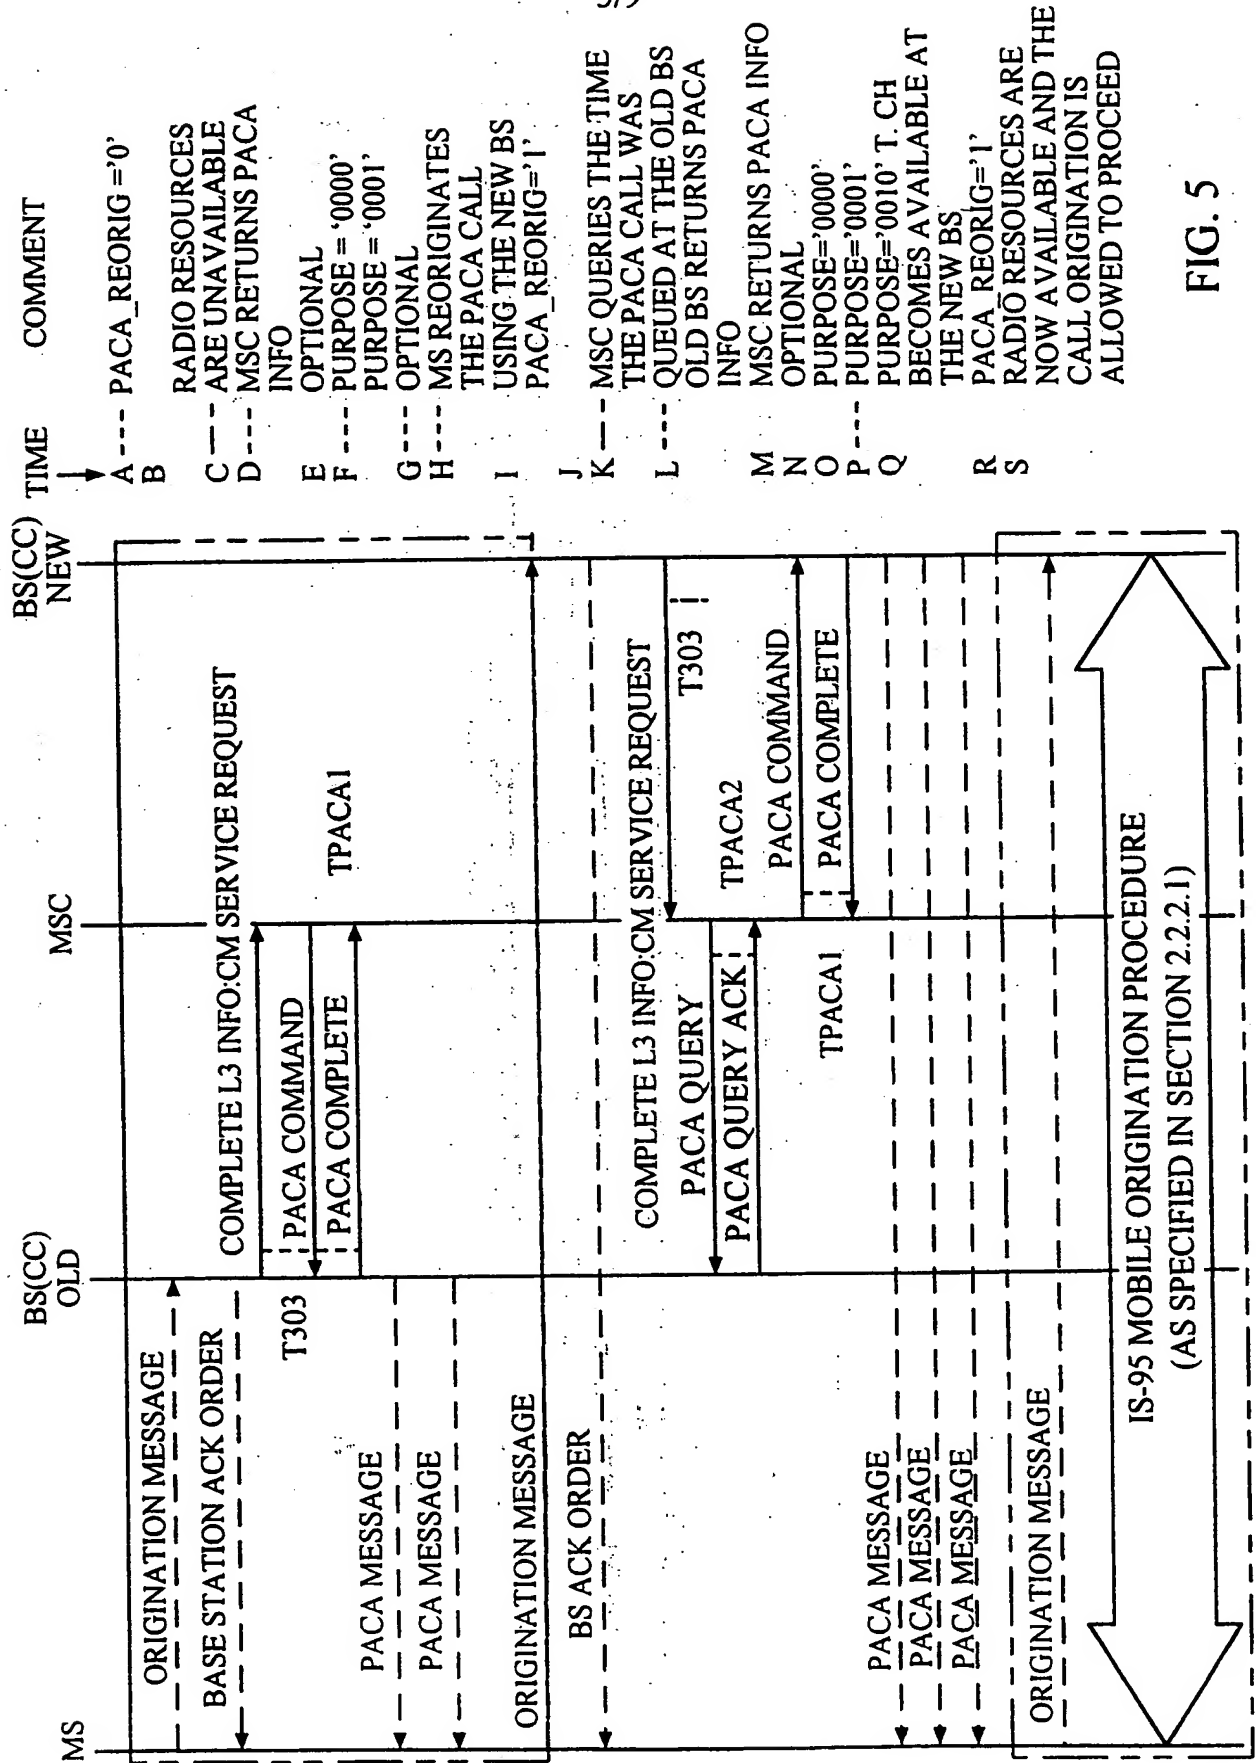 MS
BS(CC)
OLD
MSC
BS(CC)
NEW
TIME
COMMENT
ORIGINATION MESSAGE
BASE STATION ACK ORDER
COMPLETE L3 INFO:CM SERVICE REQUEST
T303
PACA COMMAND
PACA COMPLETE
TPACA1
PACA MESSAGE
PACA MESSAGE
ORIGINATION MESSAGE
BS ACK ORDER
COMPLETE L3 INFO:CM SERVICE REQUEST
T303
PACA QUERY
PACA QUERY ACK
TPACA2
PACA COMMAND
TPACA1
PACA COMPLETE
PACA MESSAGE
PACA MESSAGE
PACA MESSAGE
ORIGINATION MESSAGE
IS-95 MOBILE ORIGINATION PROCEDURE
(AS SPECIFIED IN SECTION 2.2.2.1)
A ---- PACA_REORIG ='0'
B
RADIO RESOURCES
C —— ARE UNAVAILABLE
D ---- MSC RETURNS PACA
INFO
E OPTIONAL
F ---- PURPOSE = '0000'
PURPOSE = '0001'
G ---- OPTIONAL
H ---- MS REORIGINATES
THE PACA CALL
I USING THE NEW BS
PACA_REORIG='1'
J
K —— MSC QUERIES THE TIME
THE PACA CALL WAS
L ---- QUEUED AT THE OLD BS
OLD BS RETURNS PACA
INFO
M MSC RETURNS PACA INFO
N OPTIONAL
O PURPOSE='0000'
P ---- PURPOSE='0001'
Q PURPOSE='0010' T. CH
BECOMES AVAILABLE AT
THE NEW BS
R PACA_REORIG='1'
S RADIO RESOURCES ARE
NOW AVAILABLE AND THE
CALL ORIGINATION IS
ALLOWED TO PROCEED
FIG. 5